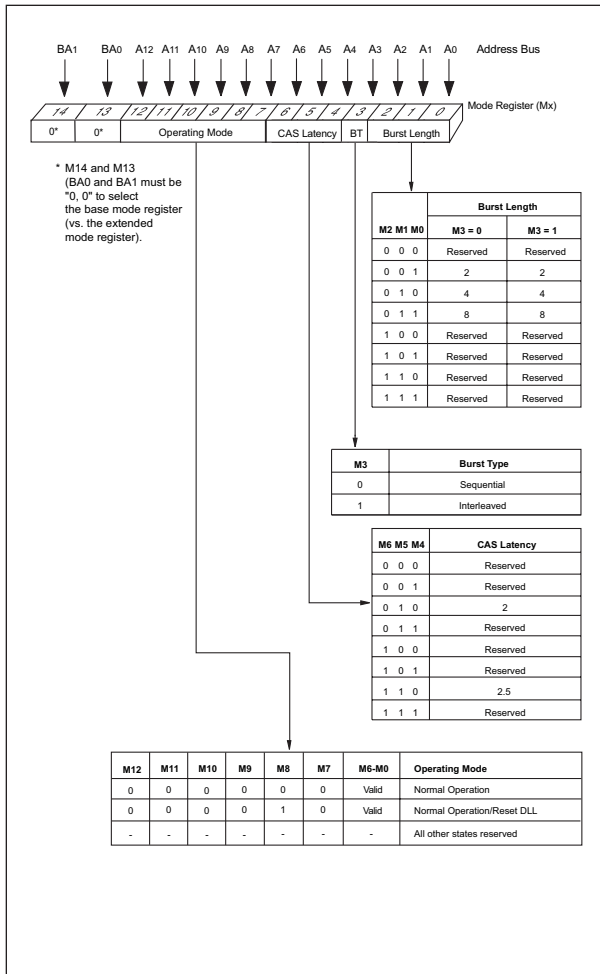 BA1 BA0 A12 A11 A10 A9 A8 A7 A6 A5 A4 A3 A2 A1 A0 Address Bus
14 13 12 11 10 9 8 7 6 5 4 3 2 1 0 Mode Register (Mx)
0* 0* Operating Mode CAS Latency BT Burst Length
* M14 and M13
(BA0 and BA1 must be
"0, 0" to select
the base mode register
(vs. the extended
mode register).
Burst Length
M2 M1 M0 M3 = 0 M3 = 1
0 0 0 Reserved Reserved
0 0 1 2 2
0 1 0 4 4
0 1 1 8 8
1 0 0 Reserved Reserved
1 0 1 Reserved Reserved
1 1 0 Reserved Reserved
1 1 1 Reserved Reserved
M3 Burst Type
0 Sequential
1 Interleaved
M6 M5 M4 CAS Latency
0 0 0 Reserved
0 0 1 Reserved
0 1 0 2
0 1 1 Reserved
1 0 0 Reserved
1 0 1 Reserved
1 1 0 2.5
1 1 1 Reserved
M12 M11 M10 M9 M8 M7 M6-M0 Operating Mode
0 0 0 0 0 0 Valid Normal Operation
0 0 0 0 1 0 Valid Normal Operation/Reset DLL
- - - - - - - All other states reserved